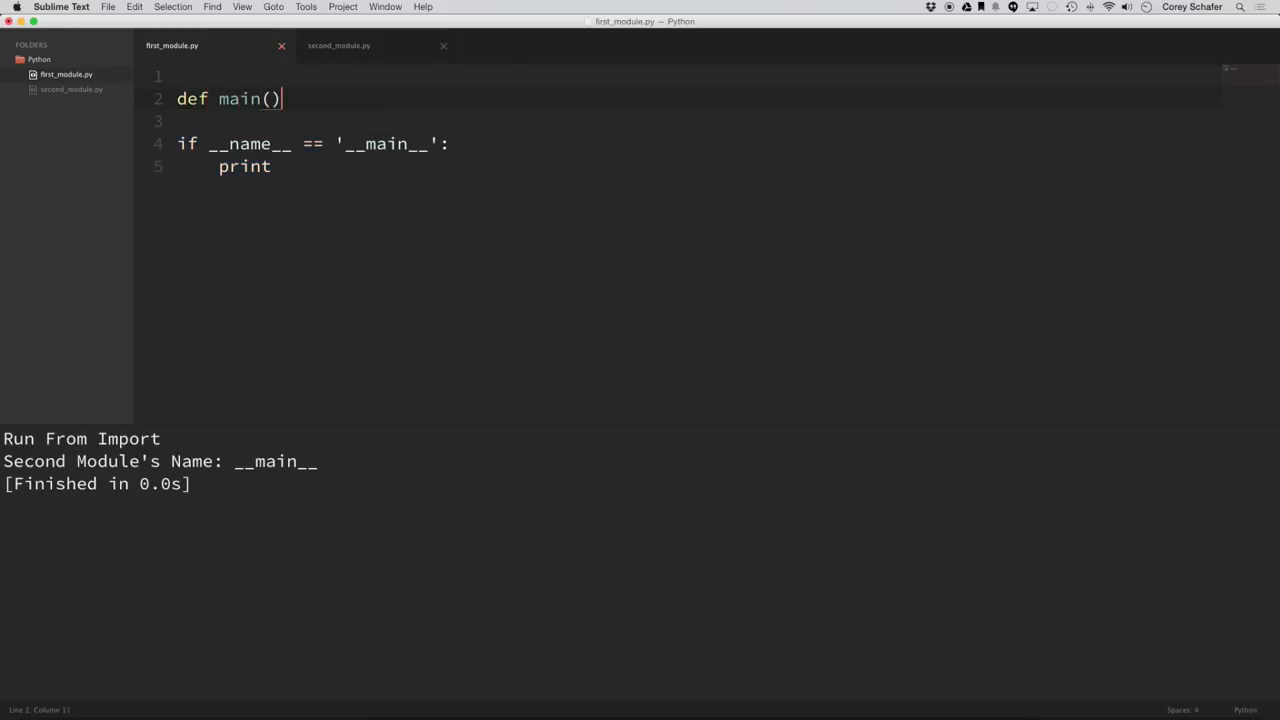 Sublime Text File Edit Selection Find View Goto Tools Project Window Help Corey Schafer
first_module.py — Python
FOLDERS
Python
first_module.py
second_module.py
first_module.py second_module.py
1
2 def main()
3
4 if __name__ == '__main__':
5 print
Run From Import
Second Module's Name: __main__
[Finished in 0.0s]
Line 2, Column 11 Spaces: 4 Python